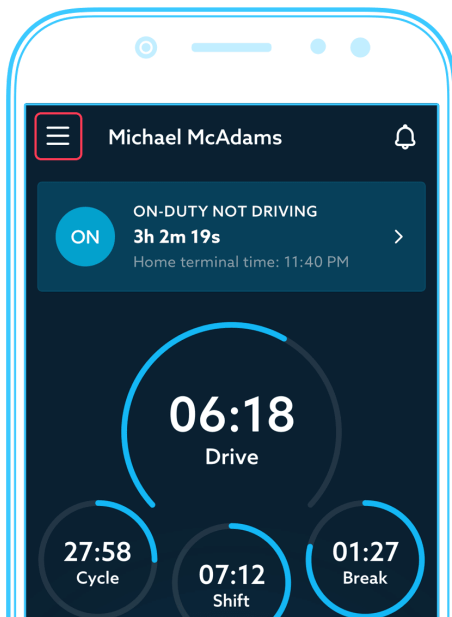 Michael McAdams
ON-DUTY NOT DRIVING
ON
3h 2m 19s
Home terminal time: 11:40 PM
06:18
Drive
27:58
Cycle
07:12
Shift
01:27
Break